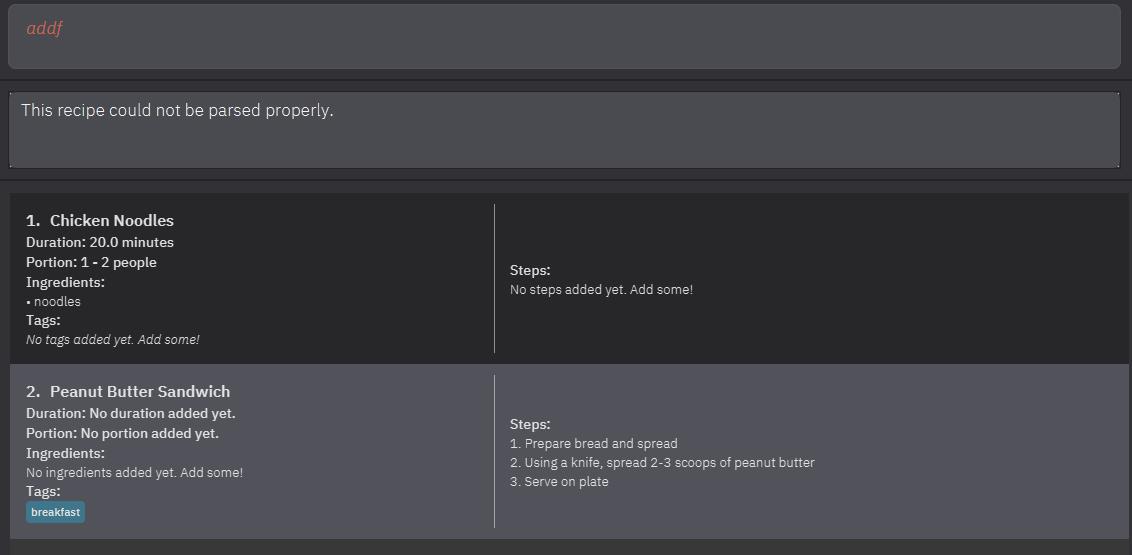 addf
This recipe could not be parsed properly.
1. Chicken Noodles
Duration: 20.0 minutes
Portion: 1 - 2 people
Ingredients:
• noodles
Tags:
No tags added yet. Add some!
Steps:
No steps added yet. Add some!
2. Peanut Butter Sandwich
Duration: No duration added yet.
Portion: No portion added yet.
Ingredients:
No ingredients added yet. Add some!
Tags:
breakfast
Steps:
1. Prepare bread and spread
2. Using a knife, spread 2-3 scoops of peanut butter
3. Serve on plate